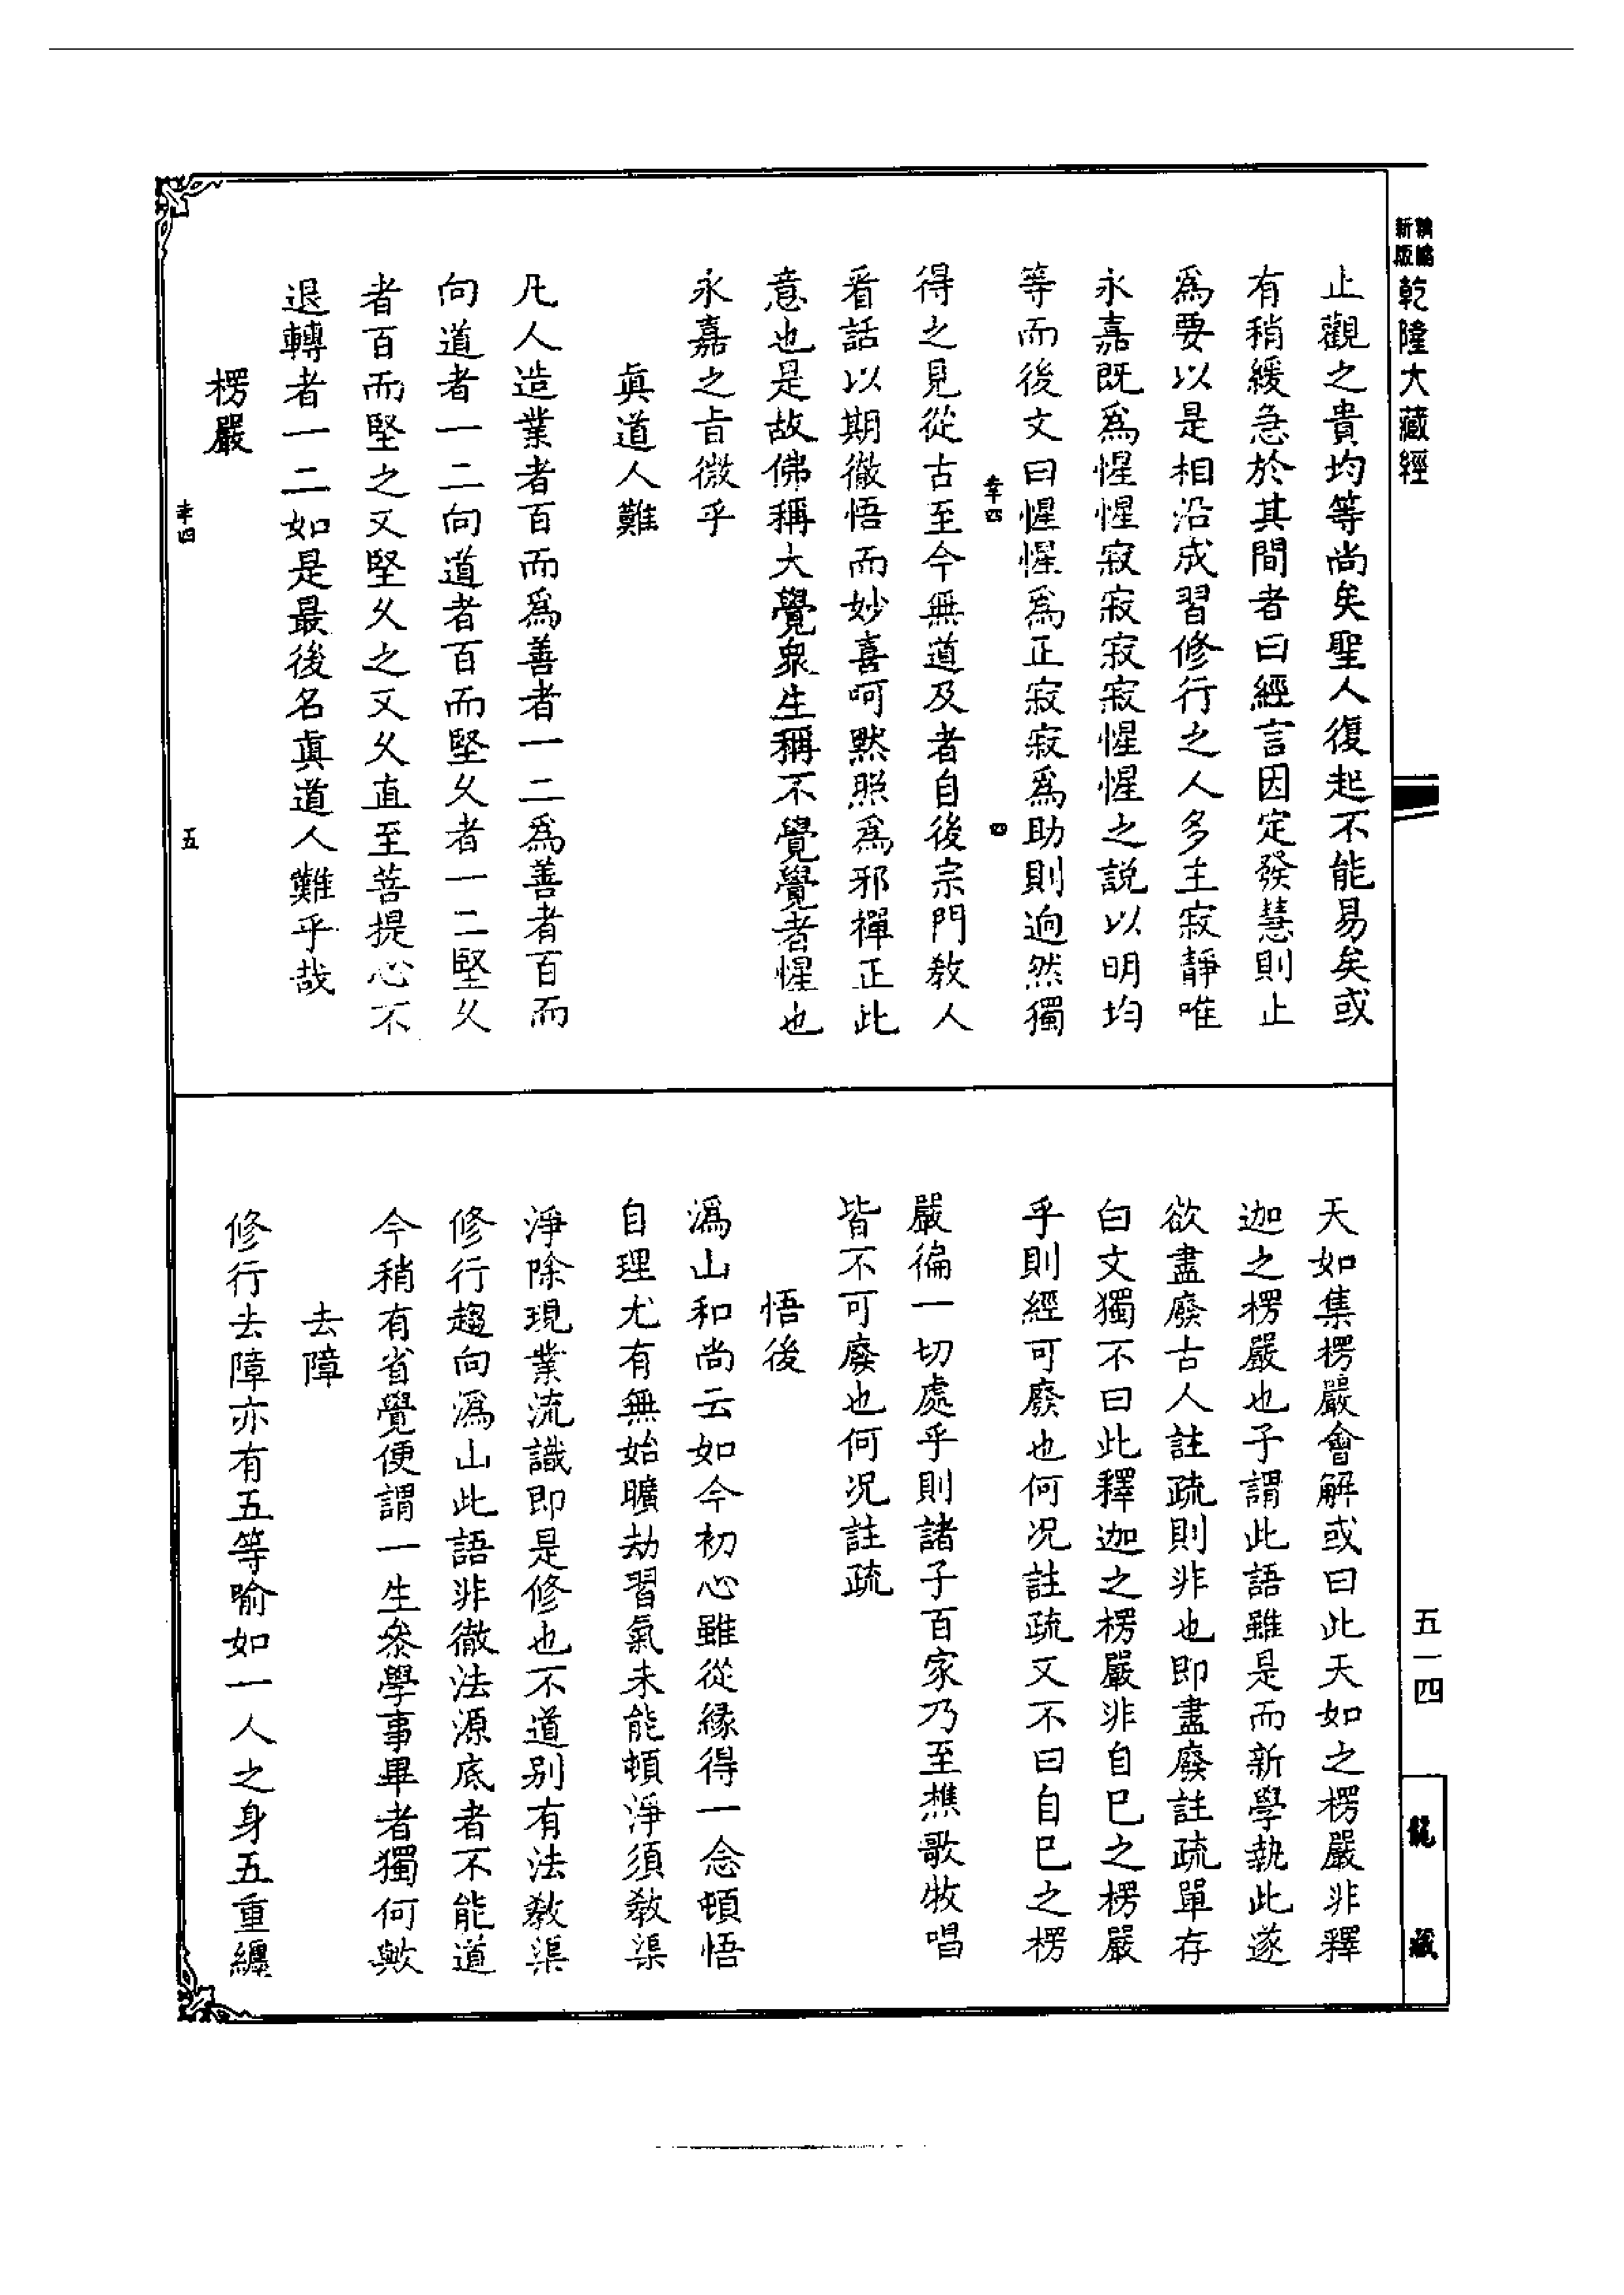 新版
乾隆大藏經
止觀之貴均等尚矣聖人復起不能易矣或
有稍緩急於其間者曰經言因定發慧則止
爲要以是相沿成習修行之人多主寂靜唯
永嘉既爲惺惺寂寂寂寂惺惺之説以明均
等而後文曰惺惺爲正寂寂爲助則逈然獨
幸四
四
得之見從古至今無道及者自後宗門教人
看話以期徹悟而妙喜呵默照爲邪禪正此
意也是故佛稱大覺衆生稱不覺覺者惺也
永嘉之旨微乎
眞道人難
凡人造業者百而爲善者一二爲善者百而
向道者一二向道者百而堅久者一二堅久
者百而堅之又堅久之又久直至菩提心不
退轉者一二如是最後名眞道人難乎哉
楞嚴
幸四
五
天如集楞嚴會解或曰此天如之楞嚴非釋
迦之楞嚴也予謂此語雖是而新學執此遂
欲盡廢古人註疏則非也即盡廢註疏單存
白文獨不曰此釋迦之楞嚴非自巳之楞嚴
乎則經可廢也何况註疏又不曰自巳之楞
嚴徧一切處乎則諸子百家乃至樵歌牧唱
皆不可廢也何况註疏
悟後
溈山和尚云如今初心雖從緣得一念頓悟
自理尤有無始曠劫習氣未能頓淨須教渠
淨除現業流識即是修也不道别有法教渠
修行趨向溈山此語非徹法源底者不能道
今稍有省覺便謂一生叅學事畢者獨何歟
去障
修行去障亦有五等喻如一人之身五重纏
五一四
龍藏